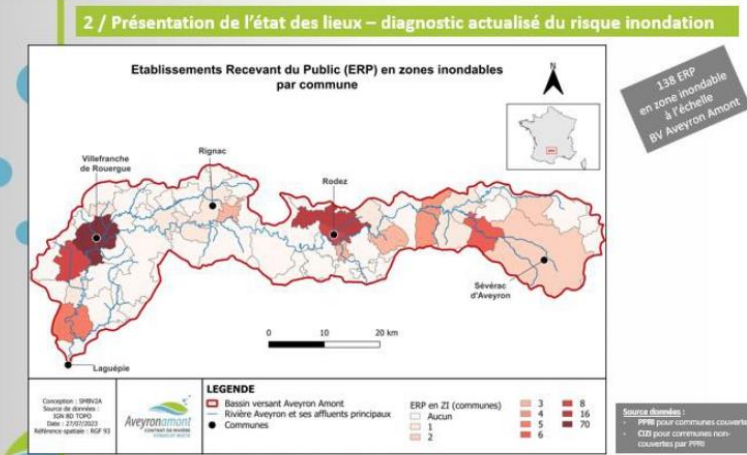 2 / Présentation de l'état des lieux – diagnostic actualisé du risque inondation
Etablissements Recevant du Public (ERP) en zones inondables
par commune
N
138 ERP
en zone inondable
à l'échelle
BV Aveyron Amont
Villefranche
de Rouergue
Rignac
Rodez
Sévérac
d'Aveyron
Laguépie
0 10 20 km
Conception : SMBV2A
Source de données :
IGN BD TOPO
Date : 27/07/2023
Référence spatiale : RGF 93
Aveyronamont
CONTRAT DE RIVIÈRE
LEGENDE
Bassin versant Aveyron Amont
Rivière Aveyron et ses affluents principaux
Communes
ERP en ZI (communes)
Aucun
1
2
3
4
5
6
8
16
70
Source données :
- PPRI pour communes couvertes
- CIZI pour communes non-
couvertes par PPRI